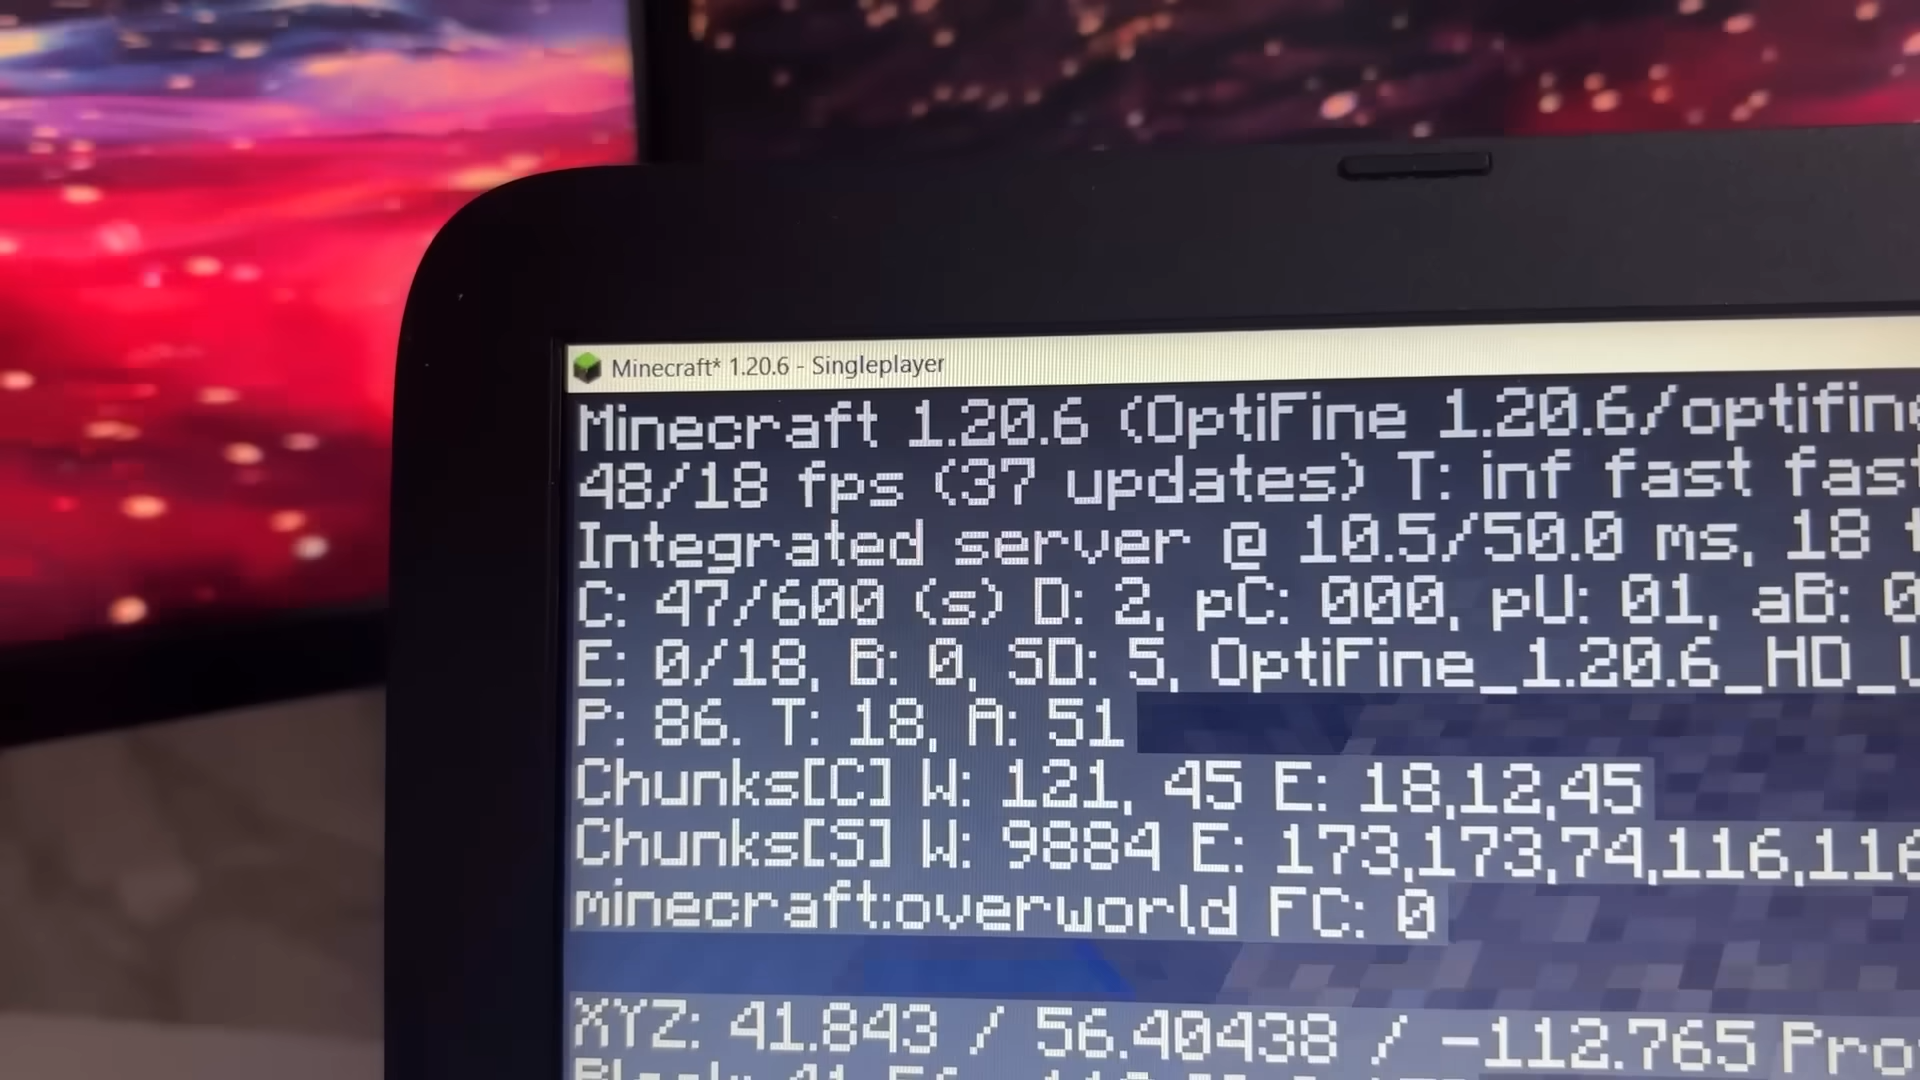 Minecraft* 1.20.6 - Singleplayer
Minecraft 1.20.6 (OptiFine 1.20.6/optifine
48/18 fps (37 updates) T: inf fast fast
Integrated server @ 10.5/50.0 ms, 18
C: 47/600 (s) D: 2, pC: 000, pU: 01, aB: 0
E: 0/18, B: 0, SD: 5, OptiFine_1.20.6_HD_
P: 86. T: 18, A: 51
Chunks[C] W: 121, 45 E: 18,12,45
Chunks[S] W: 9884 E: 173,173,74,116,116
minecraft:overworld FC: 0
XYZ: 41.843 / 56.40438 / -112.765 Pro